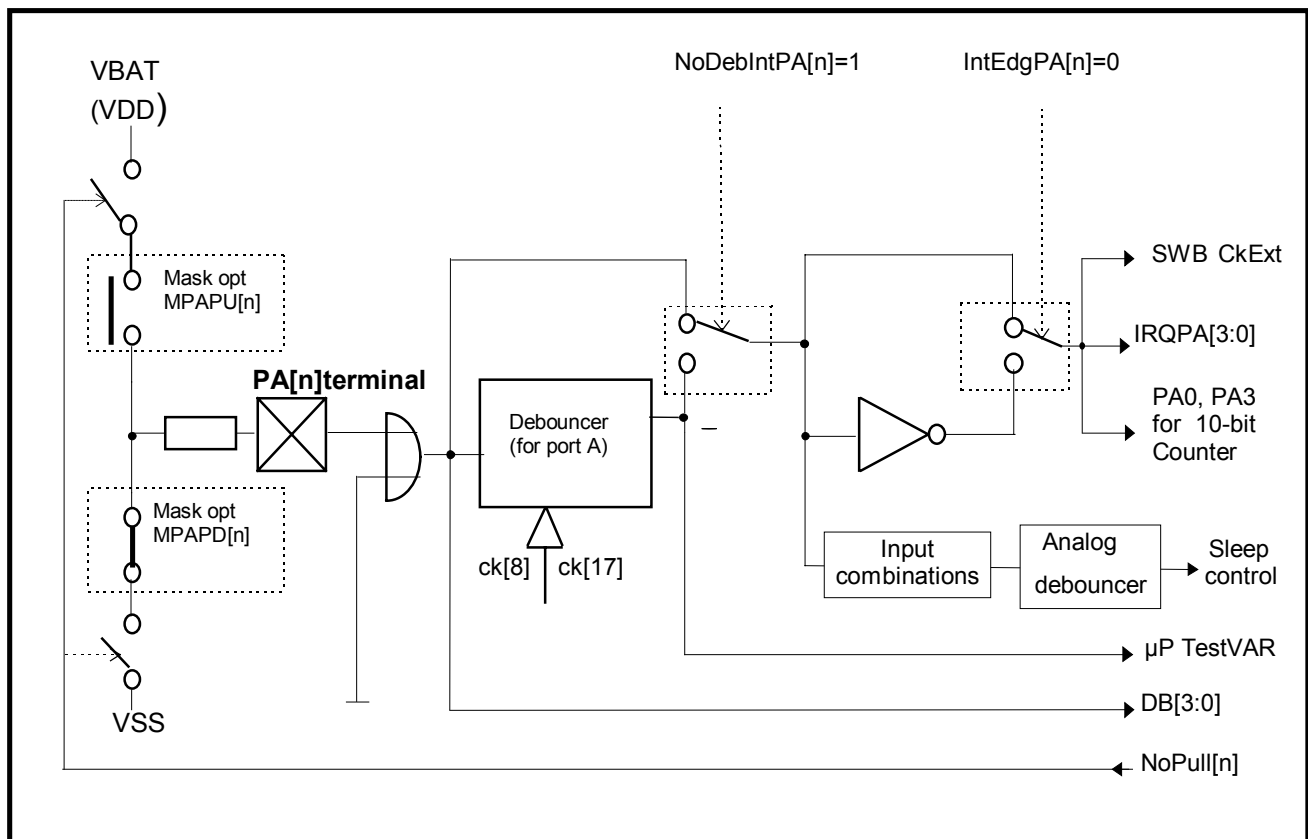 VBAT
(VDD)
NoDebIntPA[n]=1
IntEdgPA[n]=0
Mask opt
MPAPU[n]
PA[n]terminal
Debouncer
(for port A)
ck[8]
ck[17]
Mask opt
MPAPD[n]
VSS
SWB CkExt
IRQPA[3:0]
PA0, PA3
for 10-bit
Counter
Input
combinations
Analog
debouncer
Sleep
control
µP TestVAR
DB[3:0]
NoPull[n]